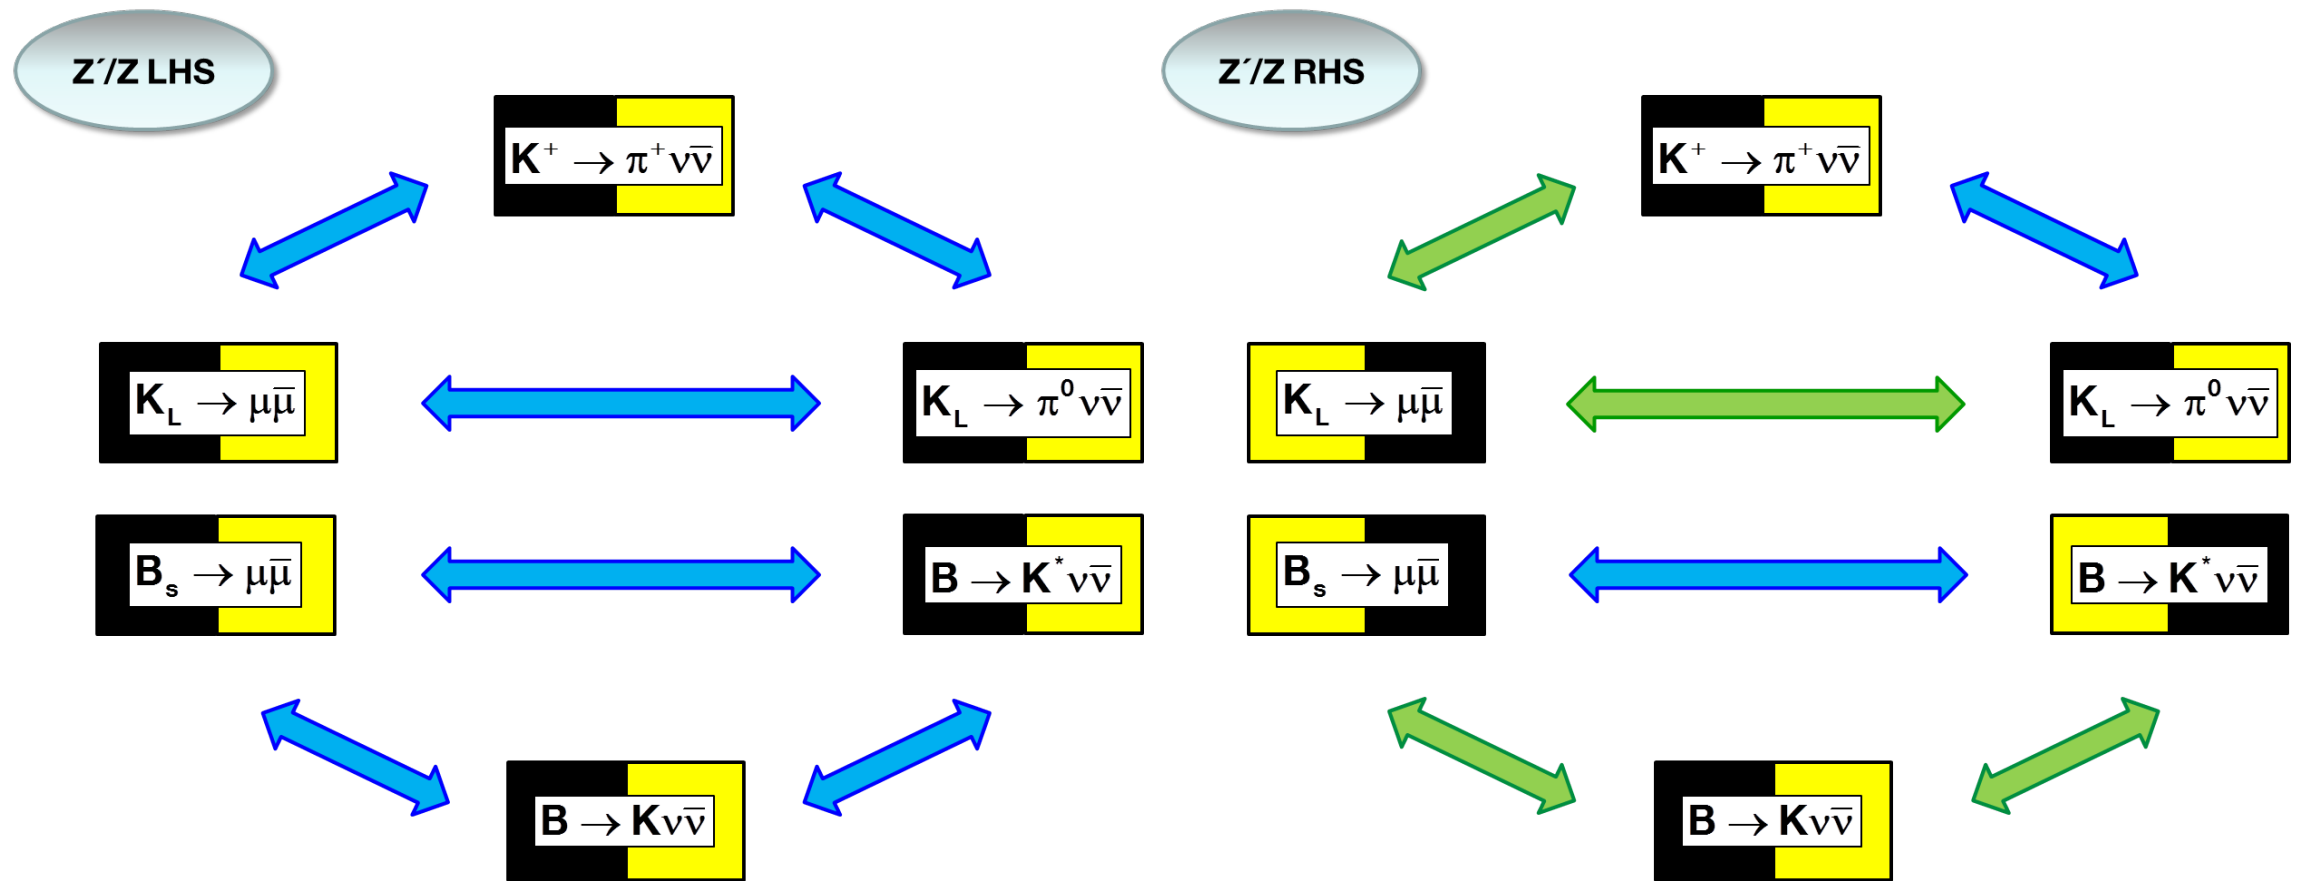 Z´/Z LHS
K⁺ → π⁺νν̅
K_L → μμ̅
K_L → π⁰νν̅
B_s → μμ̅
B → K^*νν̅
B → Kνν̅
Z´/Z RHS
K⁺ → π⁺νν̅
K_L → μμ̅
K_L → π⁰νν̅
B_s → μμ̅
B → K^*νν̅
B → Kνν̅